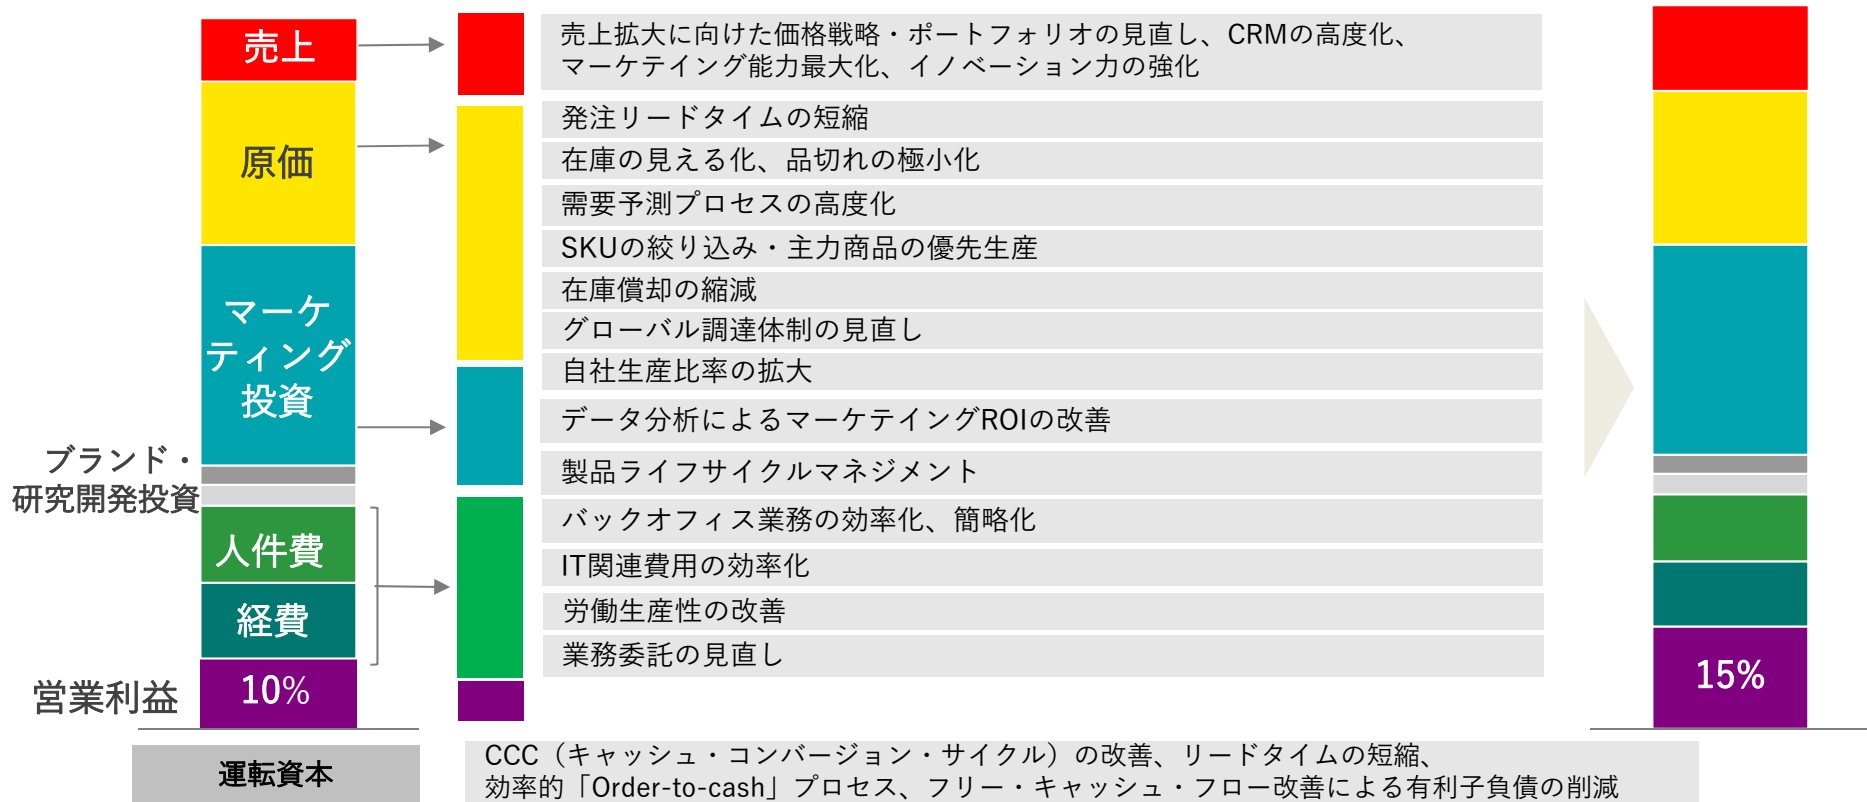 売上
売上拡大に向けた価格戦略・ポートフォリオの見直し、CRMの高度化、
マーケテイング能力最大化、イノベーション力の強化
原価
発注リードタイムの短縮
在庫の見える化、品切れの極小化
需要予測プロセスの高度化
SKUの絞り込み・主力商品の優先生産
在庫償却の縮減
グローバル調達体制の見直し
自社生産比率の拡大
マーケ
ティング
投資
データ分析によるマーケテイングROIの改善
製品ライフサイクルマネジメント
ブランド・
研究開発投資
人件費
経費
バックオフィス業務の効率化、簡略化
IT関連費用の効率化
労働生産性の改善
業務委託の見直し
営業利益
10%
15%
運転資本
CCC（キャッシュ・コンバージョン・サイクル）の改善、リードタイムの短縮、
効率的「Order-to-cash」プロセス、フリー・キャッシュ・フロー改善による有利子負債の削減